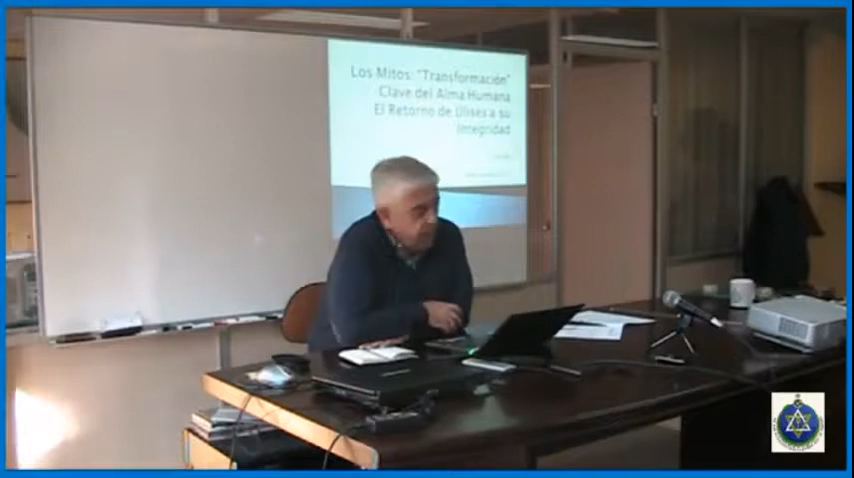 Los Mitos: "Transformación"
Clave del Alma Humana
El Retorno de Ulises a su
Integridad